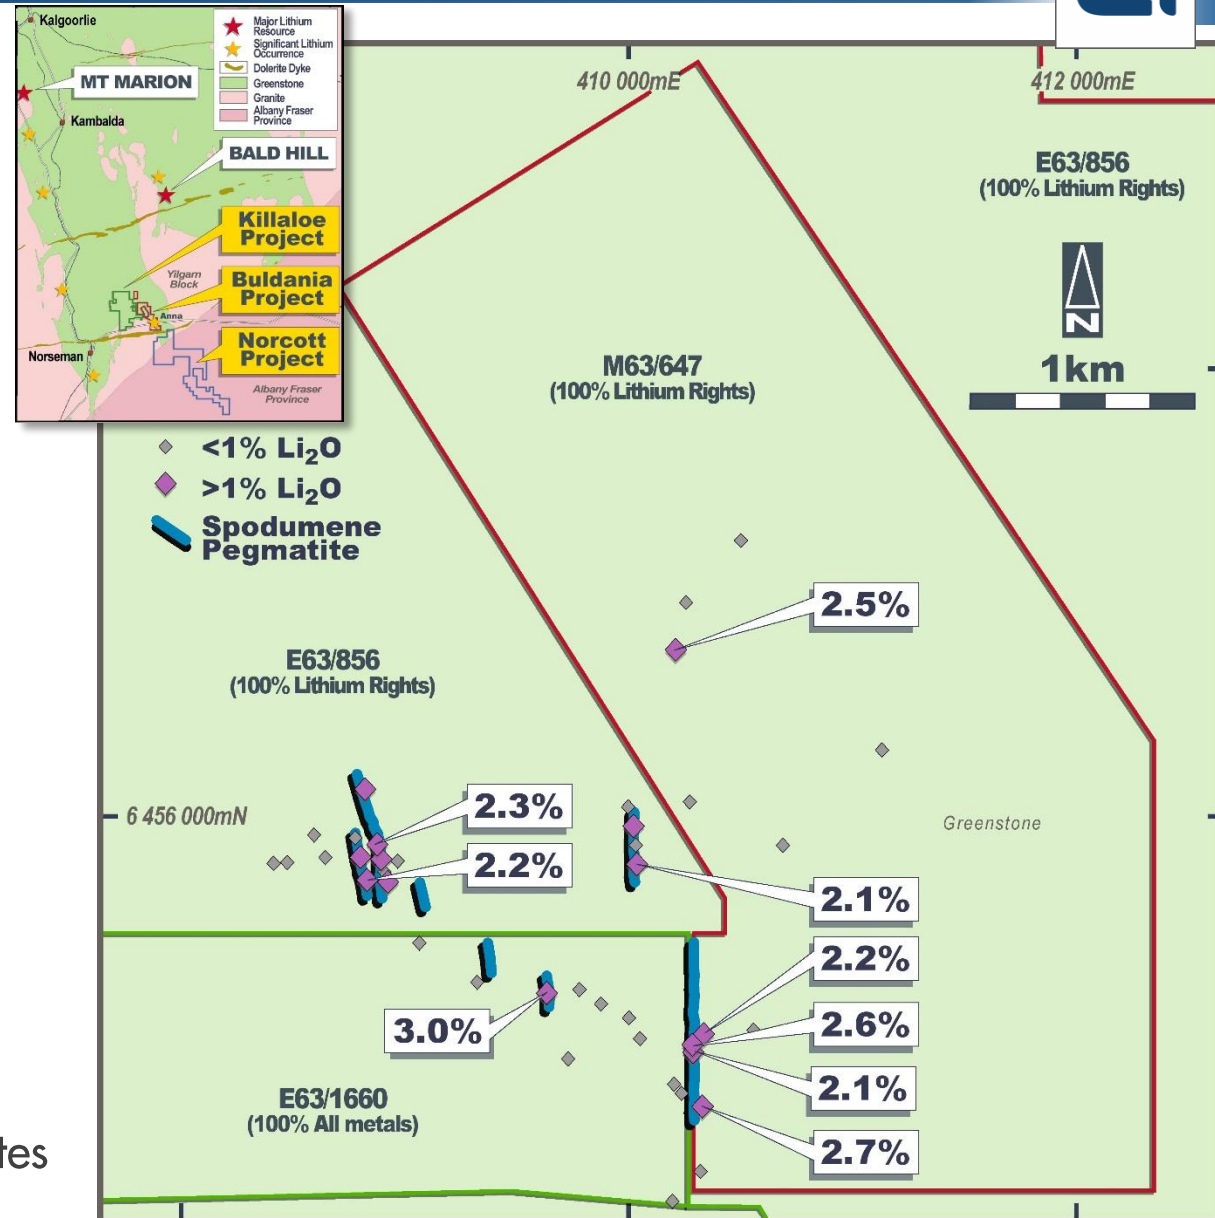 Kalgoorlie
MT MARION
Kambalda
Major Lithium
Resource
Significant Lithium
Occurrence
Dolerite Dyke
Greenstone
Granite
Albany Fraser
Province
BALD HILL
Killaloe
Project
Yilgarn
Block
Buldania
Project
Anna
Norseman
Norcott
Project
Albany Fraser
Province
410 000mE
412 000mE
E63/856
(100% Lithium Rights)
N
1km
M63/647
(100% Lithium Rights)
<1% Li₂O
>1% Li₂O
Spodumene
Pegmatite
2.5%
E63/856
(100% Lithium Rights)
6 456 000mN
2.3%
2.2%
Greenstone
2.1%
2.2%
3.0%
2.6%
2.1%
E63/1660
(100% All metals)
2.7%
tes